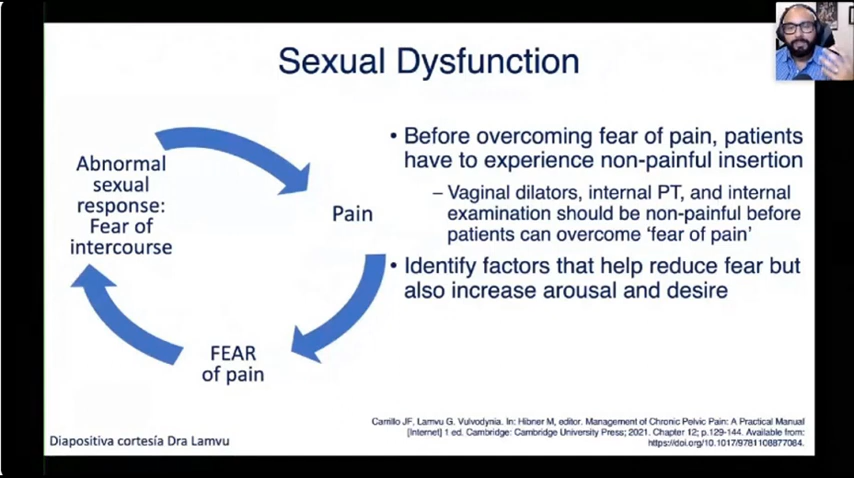 Sexual Dysfunction
Abnormal
sexual
response:
Fear of
intercourse
Pain
FEAR
of pain
• Before overcoming fear of pain, patients
have to experience non-painful insertion
– Vaginal dilators, internal PT, and internal
examination should be non-painful before
patients can overcome ‘fear of pain’
• Identify factors that help reduce fear but
also increase arousal and desire
Carrillo JF, Lamvu G. Vulvodynia. In: Hibner M, editor. Management of Chronic Pelvic Pain: A Practical Manual
[Internet] 1 ed. Cambridge: Cambridge University Press; 2021. Chapter 12; p.129-144. Available from:
https://doi.org/10.1017/9781108877084.
Diapositiva cortesía Dra Lamvu